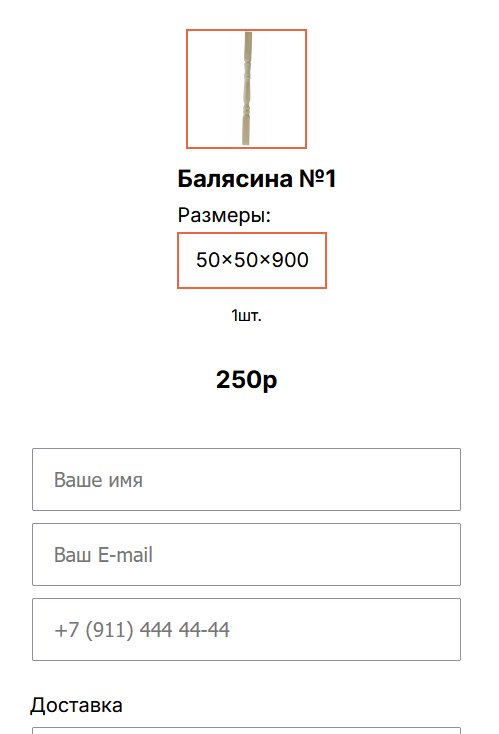 Балясина №1
Размеры:
50×50×900
1шт.
250р
Ваше имя
Ваш E-mail
+7 (911) 444 44-44
Доставка